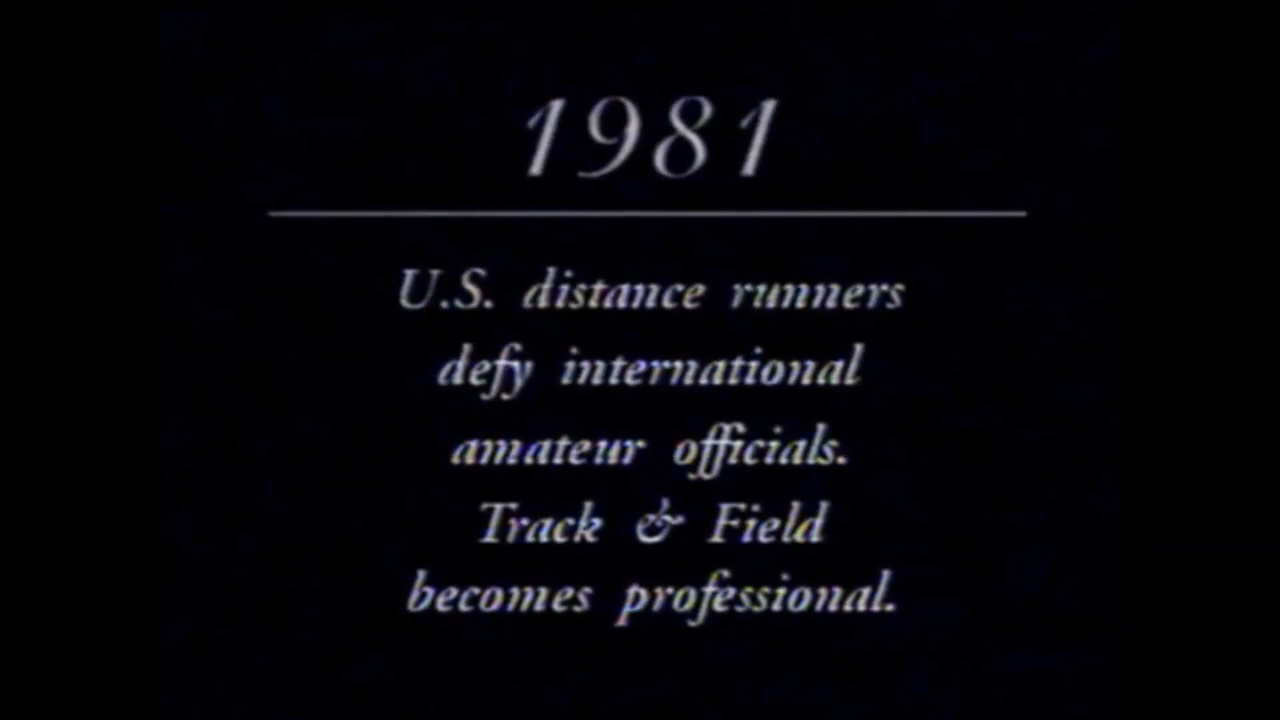 1981
U.S. distance runners
defy international
amateur officials.
Track & Field
becomes professional.